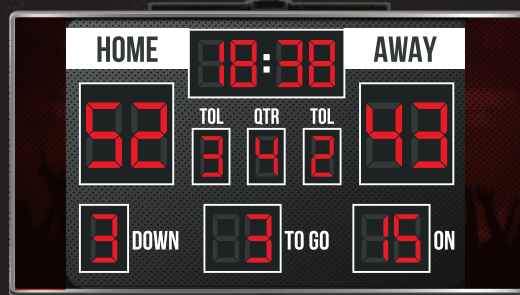 HOME 18:38 AWAY
TOL QTR TOL
52 3 4 2 43
3 DOWN 3 TO GO 15 ON